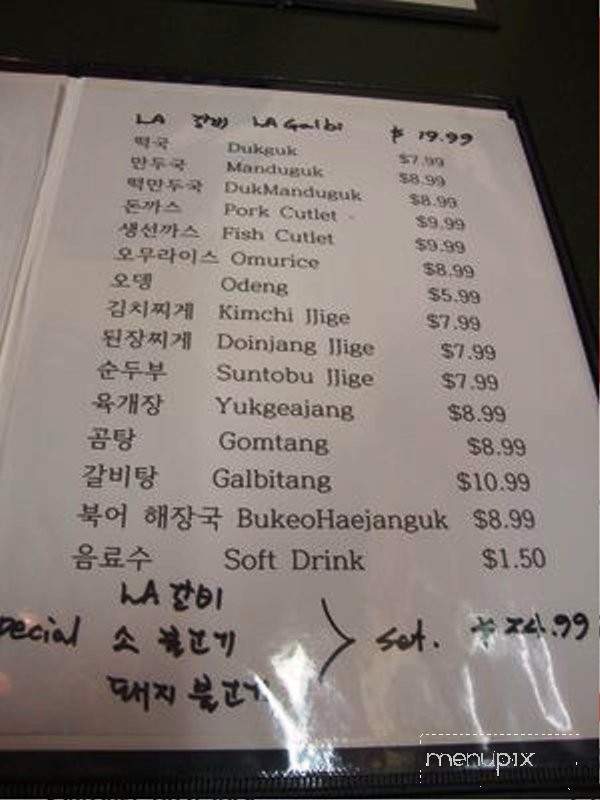 LA 갈비 LA Galbi $ 19.99
떡국 Dukguk $7.99
만두국 Manduguk $8.99
떡만두국 DukManduguk $8.99
돈까스 Pork Cutlet $9.99
생선까스 Fish Cutlet $9.99
오무라이스 Omurice $8.99
오뎅 Odeng $5.99
김치찌게 Kimchi JJige $7.99
된장찌게 Doinjang JJige $7.99
순두부 Suntobu JJige $7.99
육개장 Yukgeajang $8.99
곰탕 Gomtang $8.99
갈비탕 Galbitang $10.99
북어 해장국 BukeoHaejanguk $8.99
음료수 Soft Drink $1.50
LA 갈비
pecial 소 불고기 set. $ 24.99
돼지 불고기
menupix